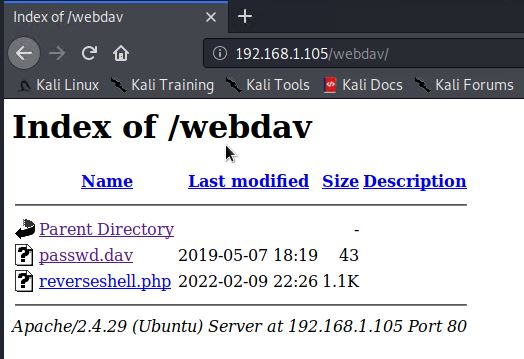 Index of /webdav
192.168.1.105/webdav/
Kali Linux Kali Training Kali Tools Kali Docs Kali Forums
Index of /webdav
Name Last modified Size Description
Parent Directory -
passwd.dav 2019-05-07 18:19 43
reverseshell.php 2022-02-09 22:26 1.1K
Apache/2.4.29 (Ubuntu) Server at 192.168.1.105 Port 80